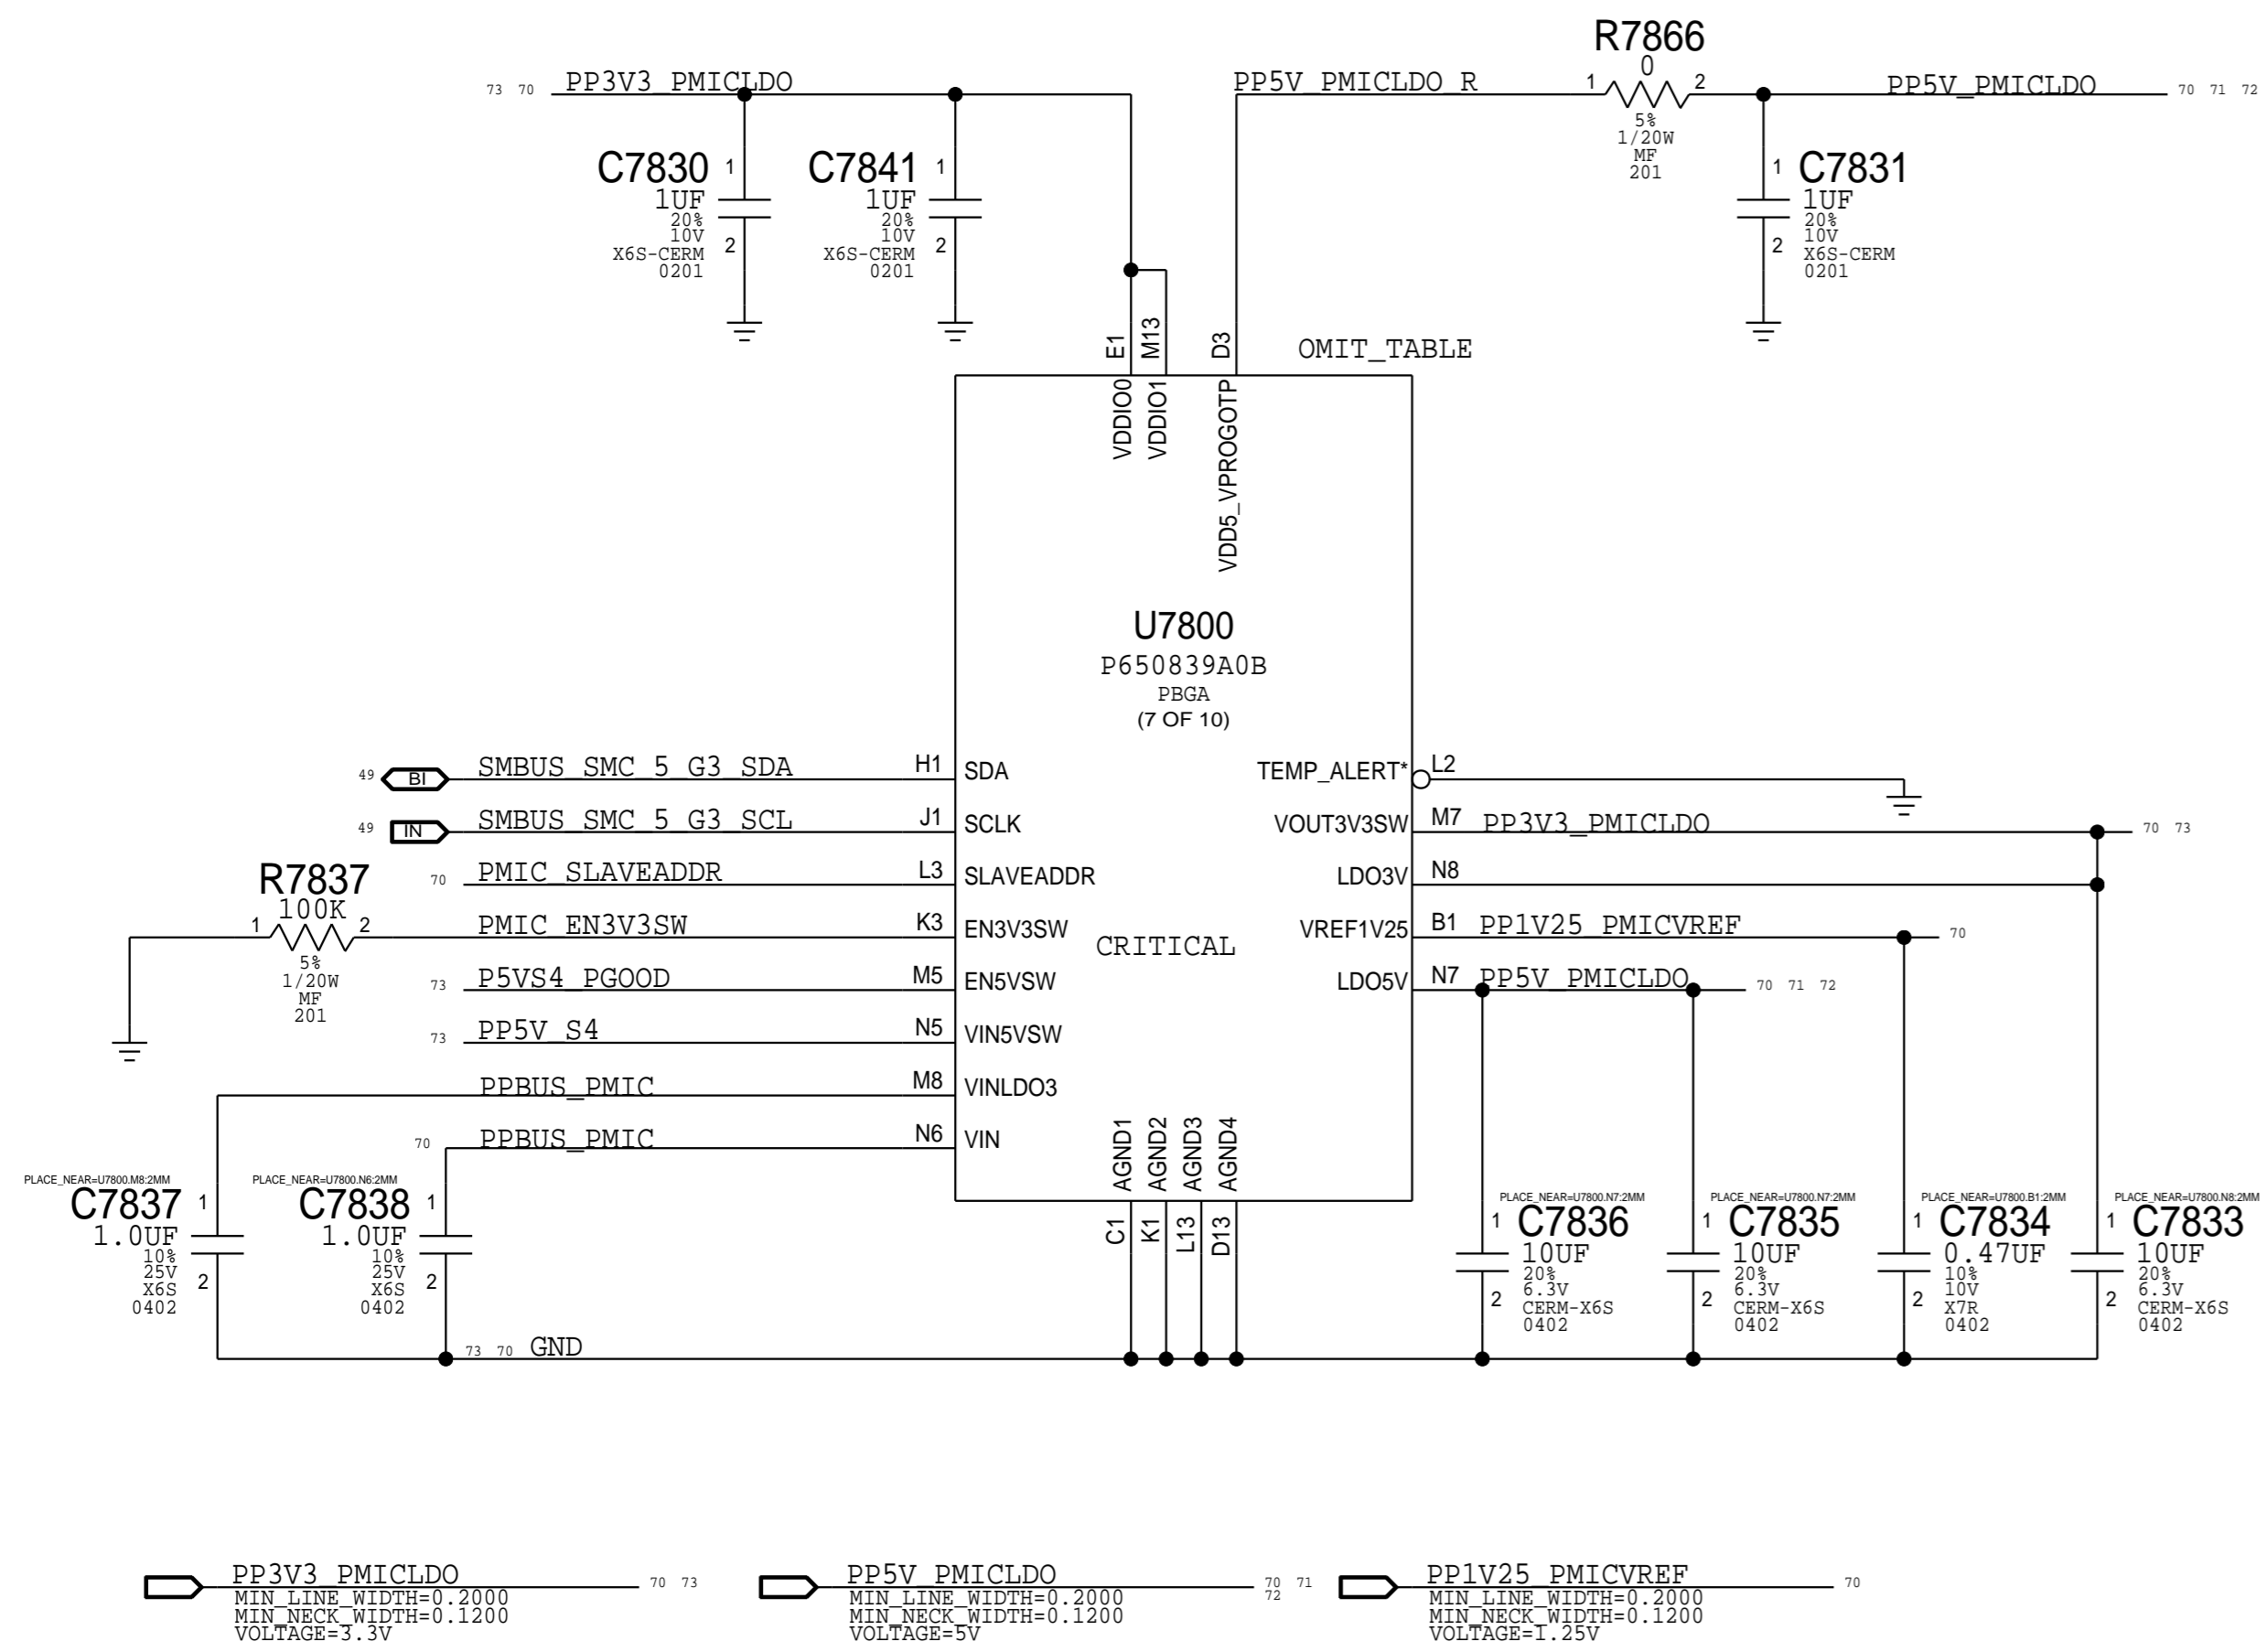 R7866
0
73 70 PP3V3_PMICLDO
PP5V_PMICLDO_R
1 2
PP5V_PMICLDO 70 71 72
5%
1/20W
MF
201
C7830 1
1UF
20%
10V
2
X6S-CERM
0201
C7841 1
1UF
20%
10V
2
X6S-CERM
0201
1 C7831
1UF
20%
10V
2
X6S-CERM
0201
E1
M13
D3
OMIT_TABLE
VDDIO0
VDDIO1
VDD5_VPROGOTP
U7800
P650839A0B
PBGA
(7 OF 10)
49 BI SMBUS_SMC_5_G3_SDA H1 SDA
TEMP_ALERT* L2
49 IN SMBUS_SMC_5_G3_SCL J1 SCLK
VOUT3V3SW M7 PP3V3_PMICLDO 70 73
70 PMIC_SLAVEADDR L3 SLAVEADDR
LDO3V N8
R7837
100K
1 2
5%
1/20W
MF
201
PMIC_EN3V3SW K3 EN3V3SW
CRITICAL
VREF1V25 B1 PP1V25_PMICVREF 70
73 P5VS4_PGOOD M5 EN5VSW
LDO5V N7 PP5V_PMICLDO 70 71 72
73 PP5V_S4 N5 VIN5VSW
PPBUS_PMIC M8 VINLDO3
70 PPBUS_PMIC N6 VIN
AGND1
AGND2
AGND3
AGND4
C1
K1
L13
D13
PLACE_NEAR=U7800.M8:2MM
C7837 1
1.0UF
10%
25V
2
X6S
0402
PLACE_NEAR=U7800.N6:2MM
C7838 1
1.0UF
10%
25V
2
X6S
0402
PLACE_NEAR=U7800.N7:2MM
1 C7836
10UF
20%
6.3V
2
CERM-X6S
0402
PLACE_NEAR=U7800.N7:2MM
1 C7835
10UF
20%
6.3V
2
CERM-X6S
0402
PLACE_NEAR=U7800.B1:2MM
1 C7834
0.47UF
10%
10V
2
X7R
0402
PLACE_NEAR=U7800.N8:2MM
1 C7833
10UF
20%
6.3V
2
CERM-X6S
0402
73 70 GND
PP3V3_PMICLDO 70 73
MIN_LINE_WIDTH=0.2000
MIN_NECK_WIDTH=0.1200
VOLTAGE=3.3V
PP5V_PMICLDO 70 71
72
MIN_LINE_WIDTH=0.2000
MIN_NECK_WIDTH=0.1200
VOLTAGE=5V
PP1V25_PMICVREF 70
MIN_LINE_WIDTH=0.2000
MIN_NECK_WIDTH=0.1200
VOLTAGE=1.25V